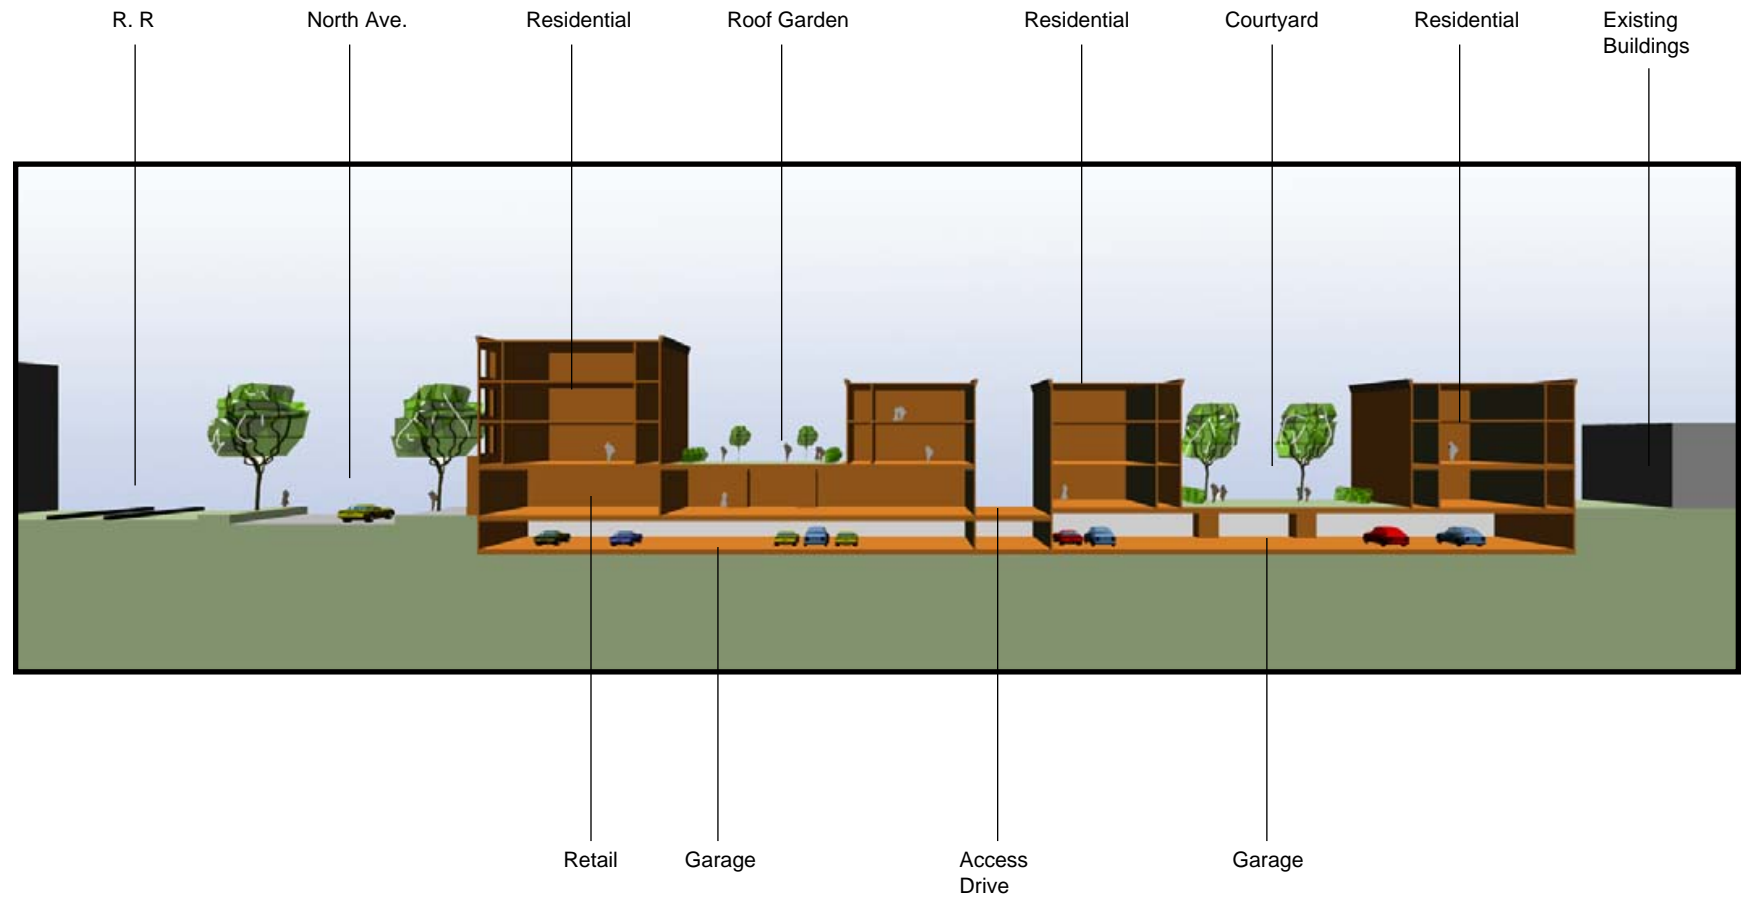 R. R
North Ave.
Residential
Roof Garden
Residential
Courtyard
Residential
Existing
Buildings
Retail
Garage
Access
Drive
Garage